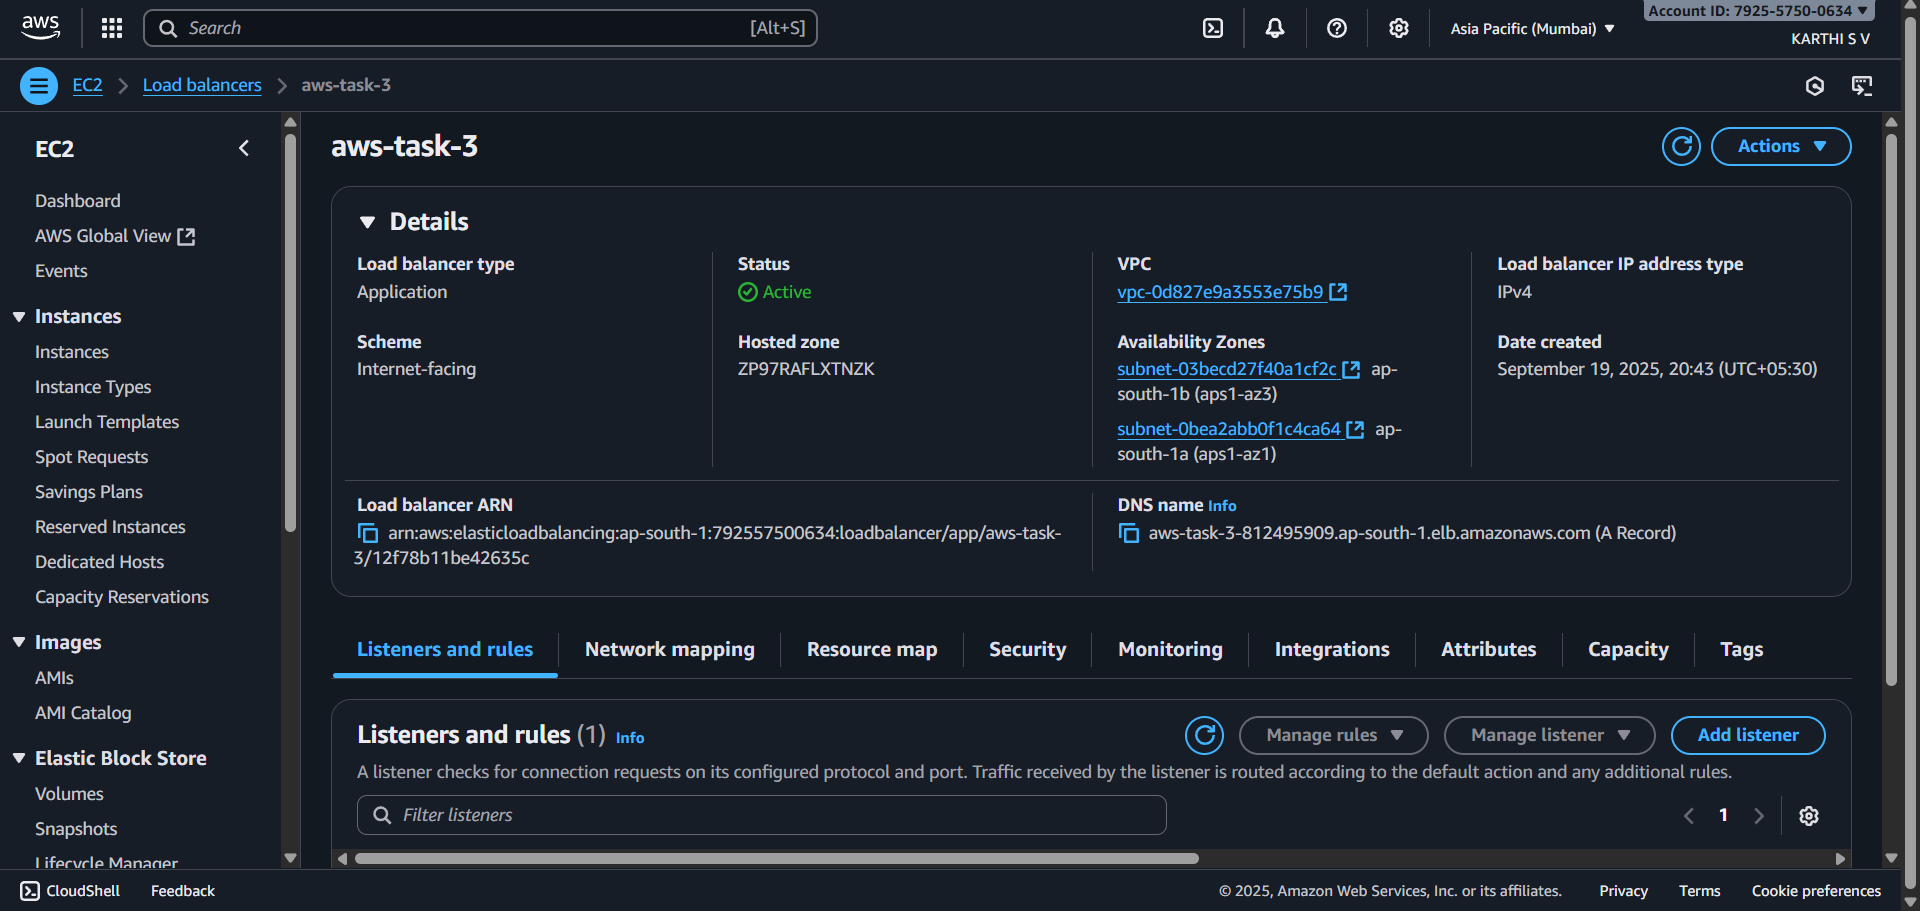 aws
Search
[Alt+S]
Asia Pacific (Mumbai)
Account ID: 7925-5750-0634
KARTHI S V
EC2
Load balancers
aws-task-3
EC2
Dashboard
AWS Global View
Events
Instances
Instances
Instance Types
Launch Templates
Spot Requests
Savings Plans
Reserved Instances
Dedicated Hosts
Capacity Reservations
Images
AMIs
AMI Catalog
Elastic Block Store
Volumes
Snapshots
Lifecycle Manager
aws-task-3
Actions
Details
Load balancer type
Application
Status
Active
VPC
vpc-0d827e9a3553e75b9
Load balancer IP address type
IPv4
Scheme
Internet-facing
Hosted zone
ZP97RAFLXTNZK
Availability Zones
subnet-03becd27f40a1cf2c ap-
south-1b (aps1-az3)
subnet-0bea2abb0f1c4ca64 ap-
south-1a (aps1-az1)
Date created
September 19, 2025, 20:43 (UTC+05:30)
Load balancer ARN
arn:aws:elasticloadbalancing:ap-south-1:792557500634:loadbalancer/app/aws-task-
3/12f78b11be42635c
DNS name Info
aws-task-3-812495909.ap-south-1.elb.amazonaws.com (A Record)
Listeners and rules
Network mapping
Resource map
Security
Monitoring
Integrations
Attributes
Capacity
Tags
Listeners and rules (1) Info
Manage rules
Manage listener
Add listener
A listener checks for connection requests on its configured protocol and port. Traffic received by the listener is routed according to the default action and any additional rules.
Filter listeners
1
CloudShell
Feedback
© 2025, Amazon Web Services, Inc. or its affiliates.
Privacy
Terms
Cookie preferences